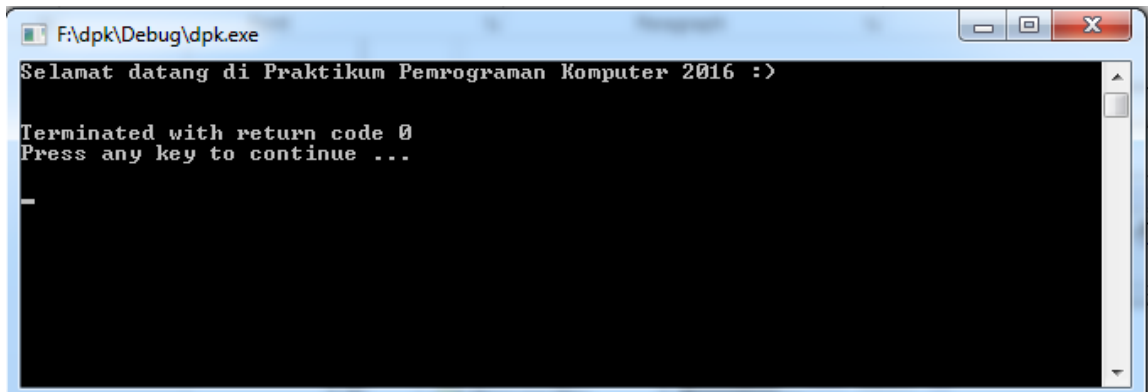 F:\dpk\Debug\dpk.exe
Selamat datang di Praktikum Pemrograman Komputer 2016 :>
Terminated with return code 0
Press any key to continue ...